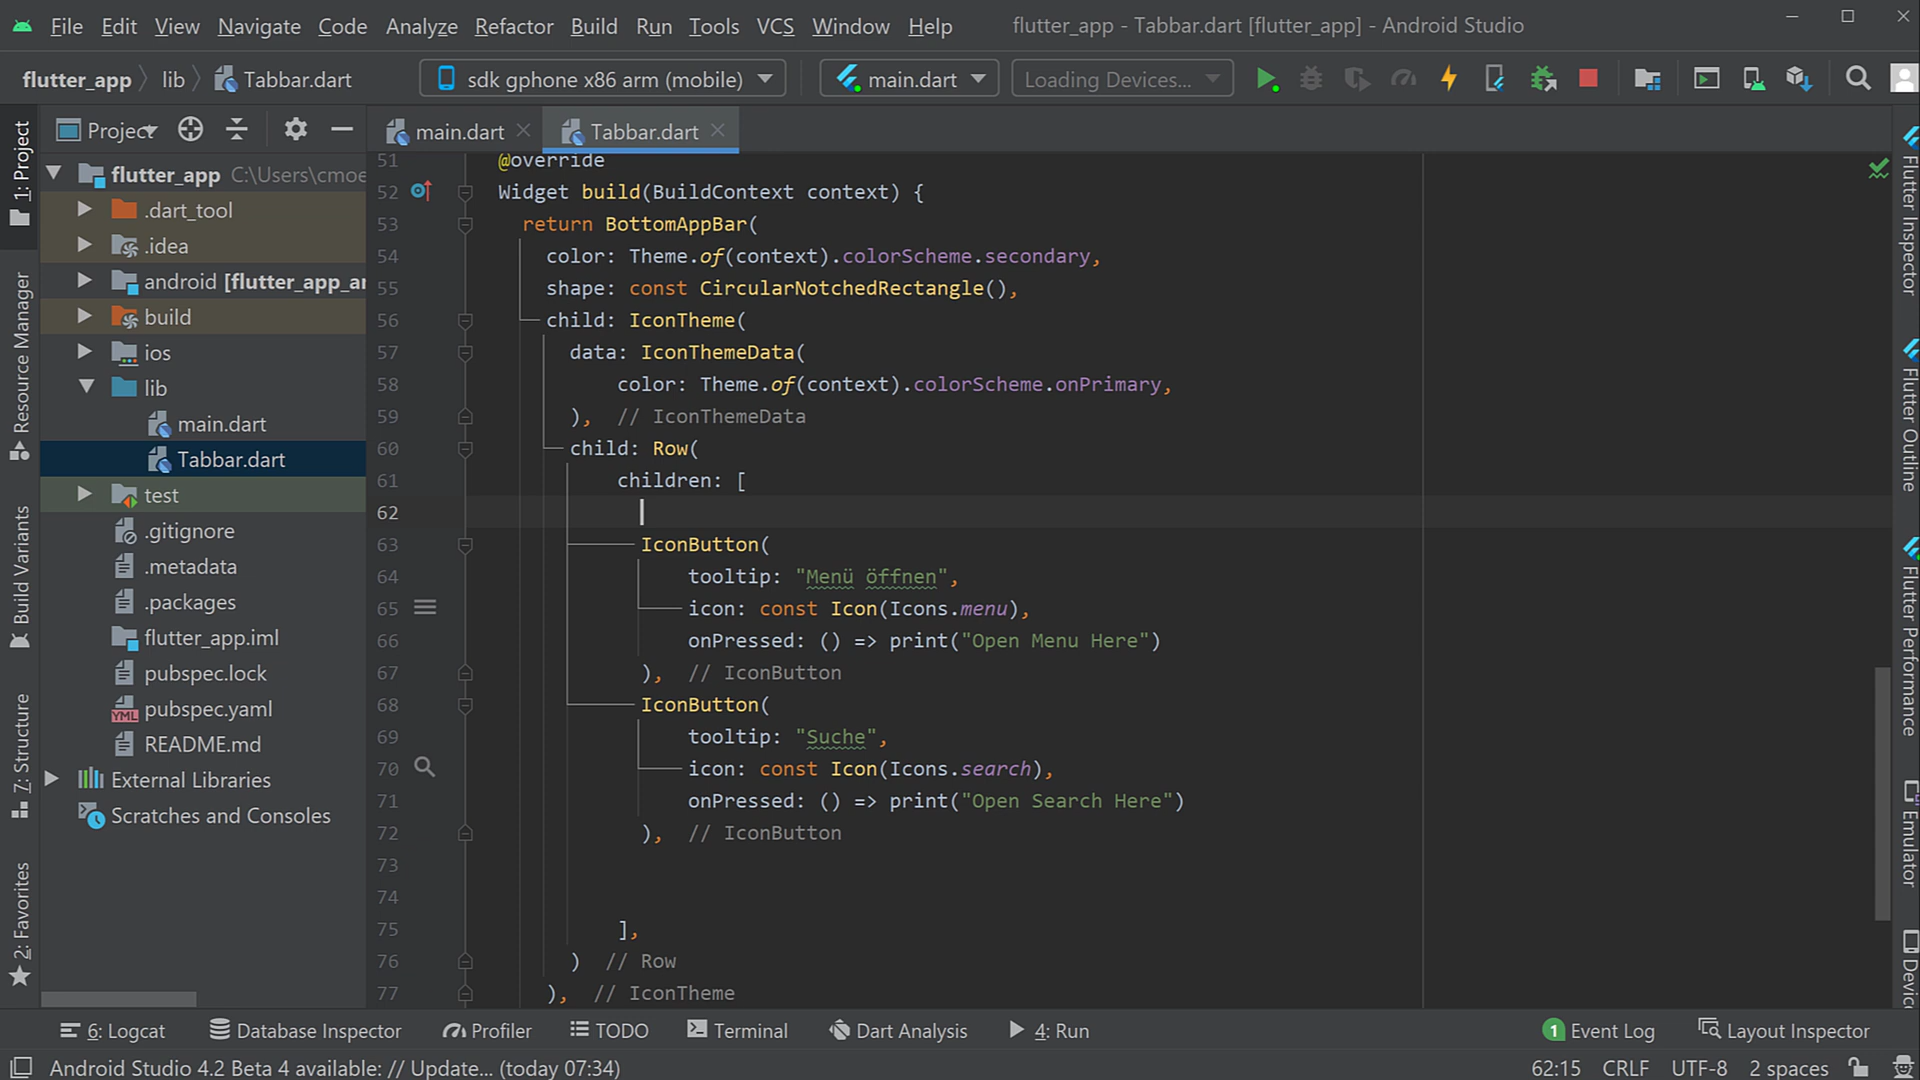 File Edit View Navigate Code Analyze Refactor Build Run Tools VCS Window Help flutter_app - Tabbar.dart [flutter_app] - Android Studio
flutter_app lib Tabbar.dart sdk gphone x86 arm (mobile) main.dart Loading Devices...
1: Project
Resource Manager
Build Variants
7: Structure
2: Favorites
Project
flutter_app C:\Users\cmoe
.dart_tool
.idea
android [flutter_app_an
build
ios
lib
main.dart
Tabbar.dart
test
.gitignore
.metadata
.packages
flutter_app.iml
pubspec.lock
pubspec.yaml
README.md
External Libraries
Scratches and Consoles
main.dart Tabbar.dart
51 @override
52 Widget build(BuildContext context) {
53 return BottomAppBar(
54 color: Theme.of(context).colorScheme.secondary,
55 shape: const CircularNotchedRectangle(),
56 child: IconTheme(
57 data: IconThemeData(
58 color: Theme.of(context).colorScheme.onPrimary,
59 ), // IconThemeData
60 child: Row(
61 children: [
62
63 IconButton(
64 tooltip: "Menü öffnen",
65 icon: const Icon(Icons.menu),
66 onPressed: () => print("Open Menu Here")
67 ), // IconButton
68 IconButton(
69 tooltip: "Suche",
70 icon: const Icon(Icons.search),
71 onPressed: () => print("Open Search Here")
72 ), // IconButton
73
74
75 ],
76 ) // Row
77 ), // IconTheme
Flutter Inspector
Flutter Outline
Flutter Performance
Emulator
Devic
6: Logcat Database Inspector Profiler TODO Terminal Dart Analysis 4: Run 1 Event Log Layout Inspector
Android Studio 4.2 Beta 4 available: // Update... (today 07:34) 62:15 CRLF UTF-8 2 spaces